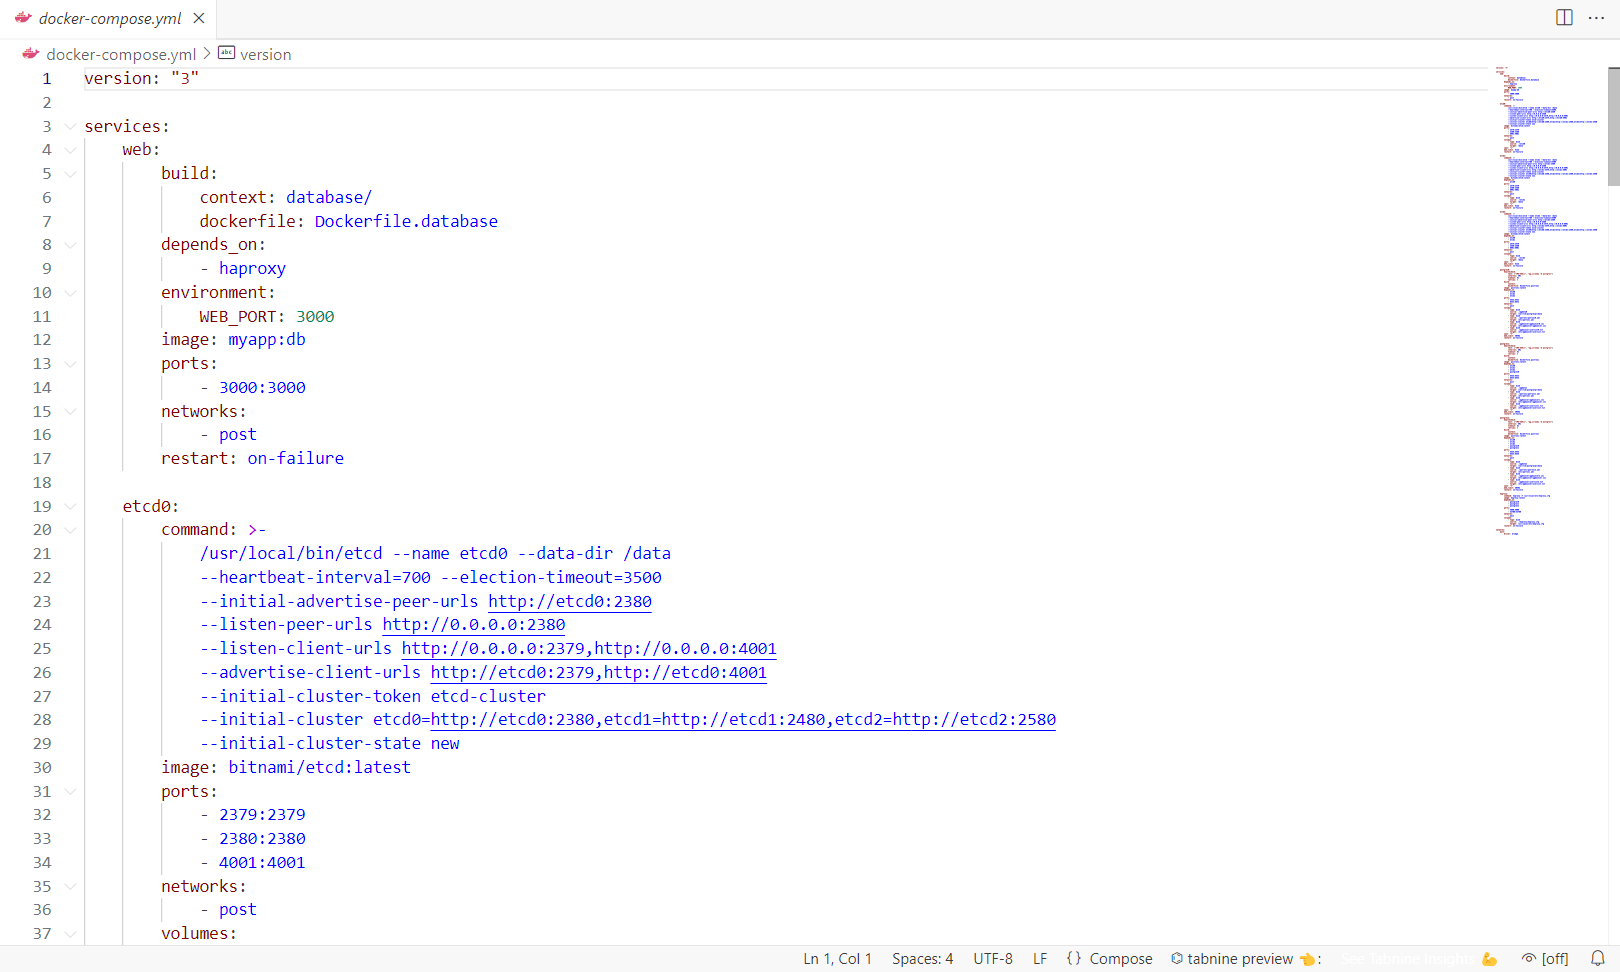 docker-compose.yml
docker-compose.yml > version
1 version: "3"
2
3 services:
4 web:
5 build:
6 context: database/
7 dockerfile: Dockerfile.database
8 depends_on:
9 - haproxy
10 environment:
11 WEB_PORT: 3000
12 image: myapp:db
13 ports:
14 - 3000:3000
15 networks:
16 - post
17 restart: on-failure
18
19 etcd0:
20 command: >-
21 /usr/local/bin/etcd --name etcd0 --data-dir /data
22 --heartbeat-interval=700 --election-timeout=3500
23 --initial-advertise-peer-urls http://etcd0:2380
24 --listen-peer-urls http://0.0.0.0:2380
25 --listen-client-urls http://0.0.0.0:2379,http://0.0.0.0:4001
26 --advertise-client-urls http://etcd0:2379,http://etcd0:4001
27 --initial-cluster-token etcd-cluster
28 --initial-cluster etcd0=http://etcd0:2380,etcd1=http://etcd1:2480,etcd2=http://etcd2:2580
29 --initial-cluster-state new
30 image: bitnami/etcd:latest
31 ports:
32 - 2379:2379
33 - 2380:2380
34 - 4001:4001
35 networks:
36 - post
37 volumes:
Ln 1, Col 1 Spaces: 4 UTF-8 LF {} Compose tabnine preview 👈: See Tabnine Insights 💪 [off]